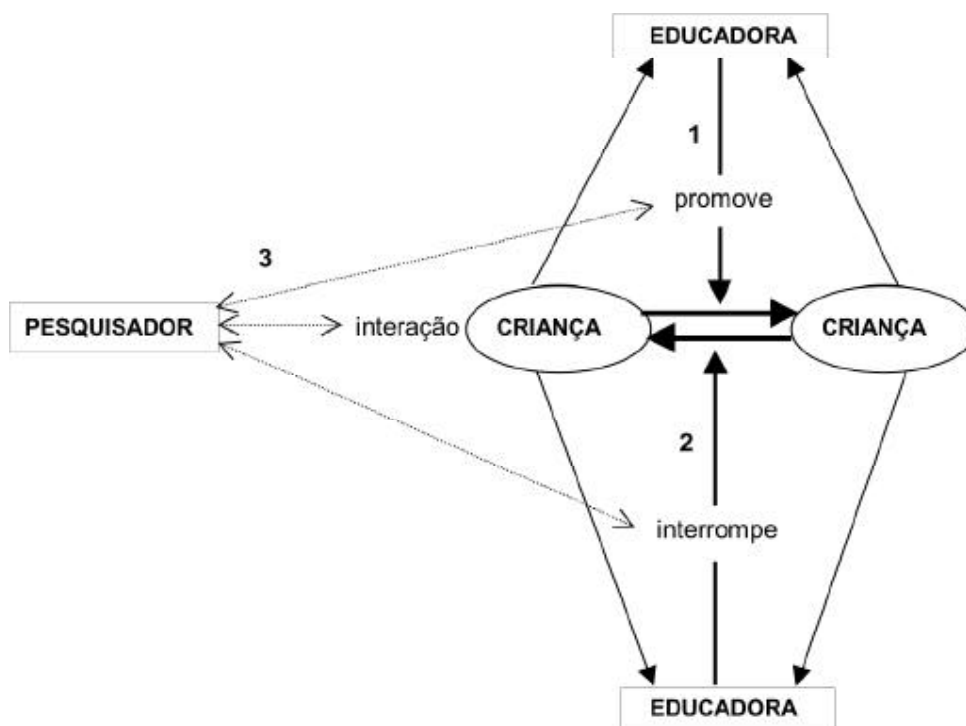 EDUCADORA
1
promove
3
PESQUISADOR
interação
CRIANÇA
CRIANÇA
2
interrompe
EDUCADORA